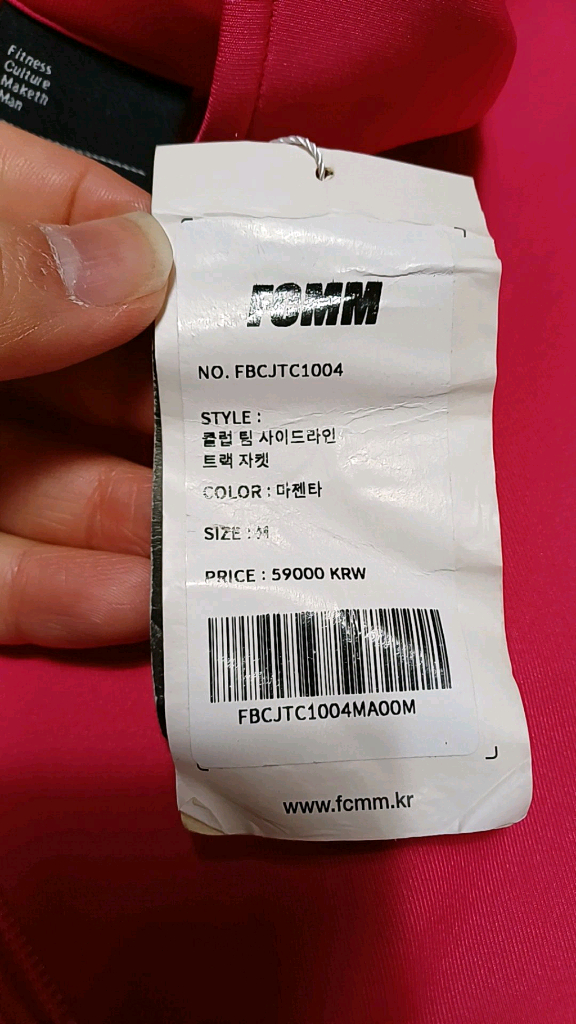 Fitness
Culture
Maketh
Man
FCMM
NO. FBCJTC1004
STYLE :
클럽 팀 사이드라인
트랙 자켓
COLOR : 마젠타
SIZE : M
PRICE : 59000 KRW
FBCJTC1004MA00M
www.fcmm.kr